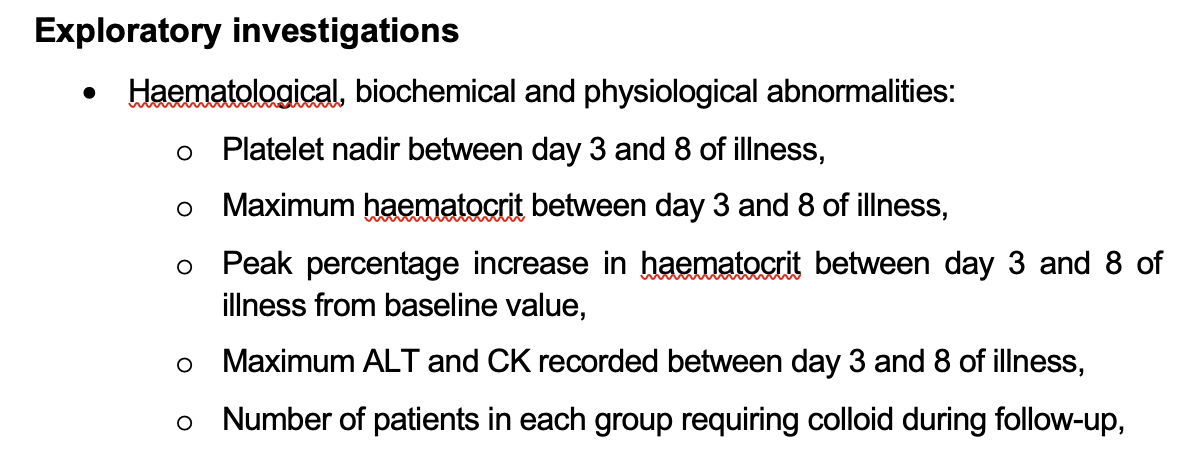 Exploratory investigations
• Haematological, biochemical and physiological abnormalities:
o Platelet nadir between day 3 and 8 of illness,
o Maximum haematocrit between day 3 and 8 of illness,
o Peak percentage increase in haematocrit between day 3 and 8 of
illness from baseline value,
o Maximum ALT and CK recorded between day 3 and 8 of illness,
o Number of patients in each group requiring colloid during follow-up,